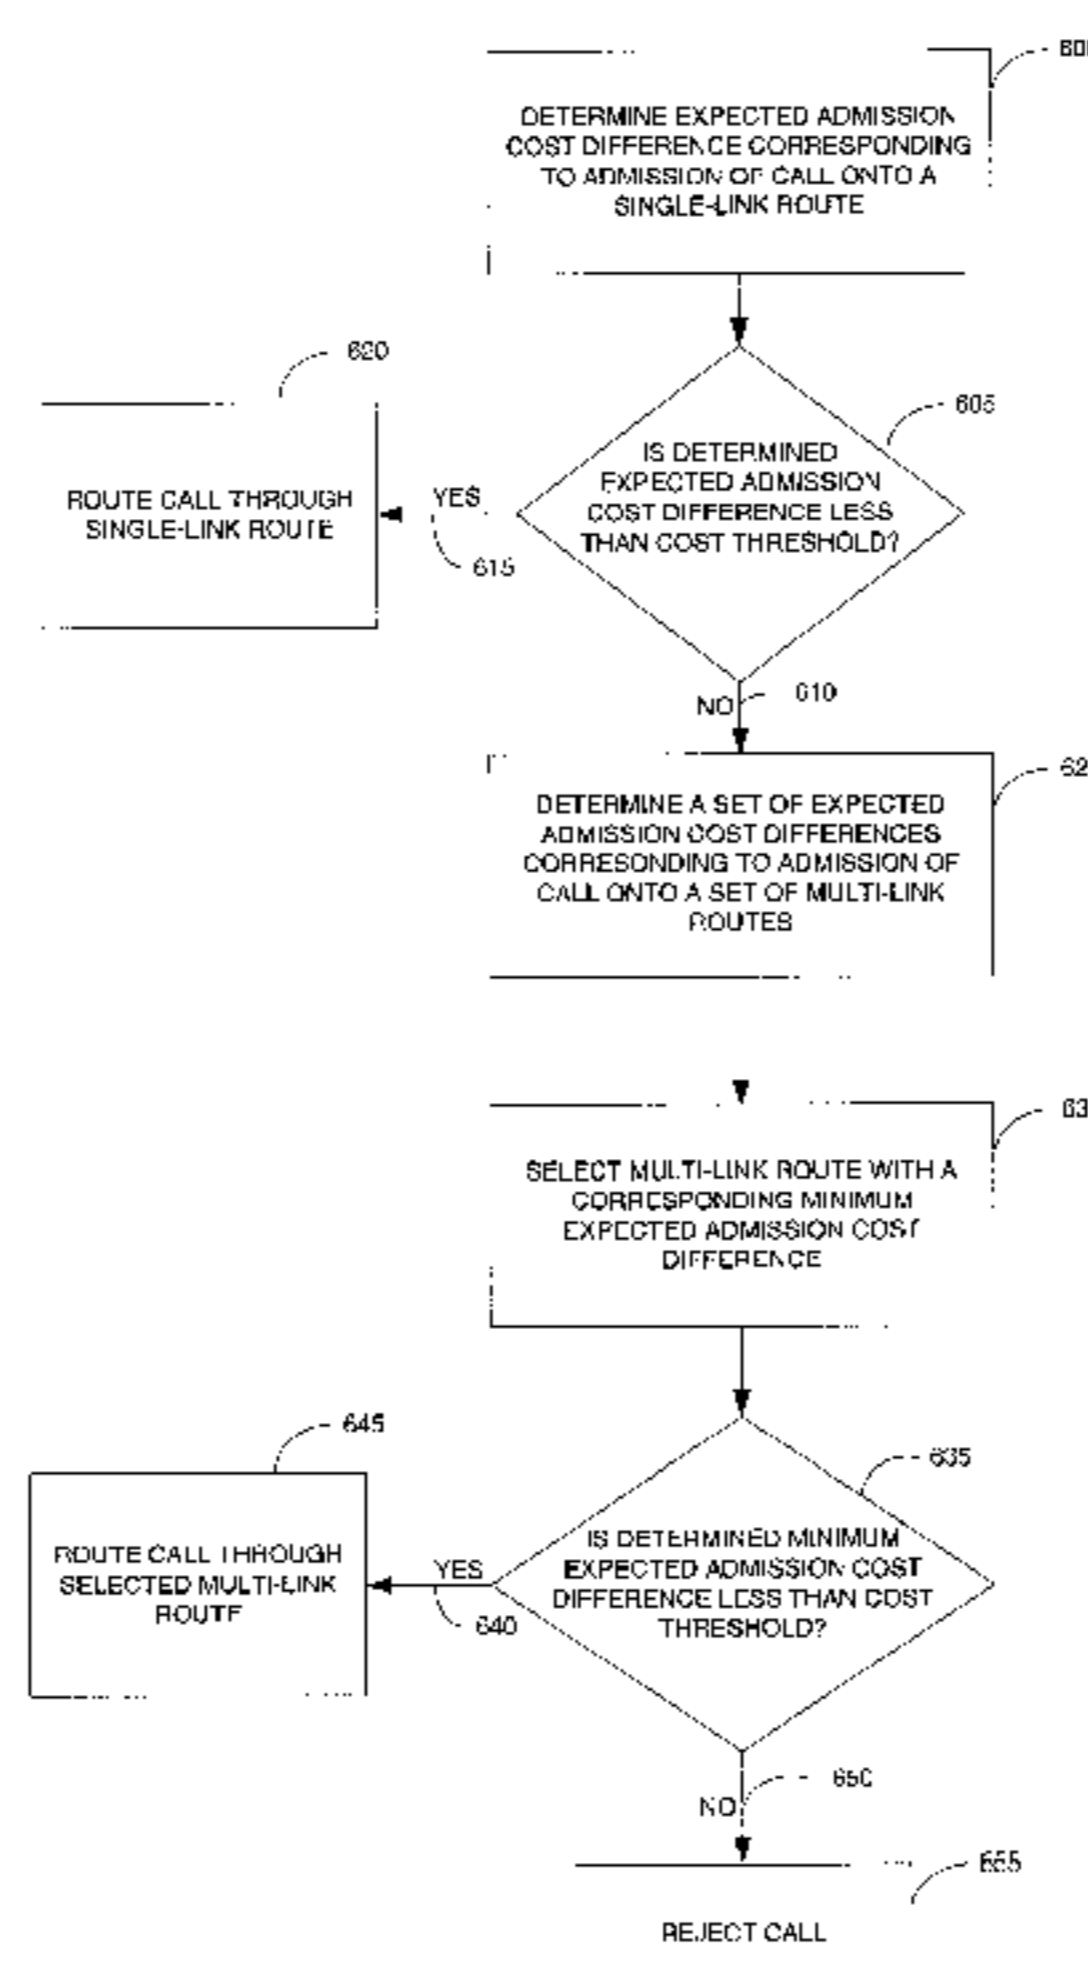 60
DETERMINE EXPECTED ADMISSION
COST DIFFERENCE CORRESPONDING
TO ADMISSION OF CALL ONTO A
SINGLE-LINK ROUTE
620
605
ROUTE CALL THROUGH
SINGLE-LINK ROUTE
YES
615
IS DETERMINED
EXPECTED ADMISSION
COST DIFFERENCE LESS
THAN COST THRESHOLD?
NO
610
62
DETERMINE A SET OF EXPECTED
ADMISSION COST DIFFERENCES
CORRESONDING TO ADMISSION OF
CALL ONTO A SET OF MULTI-LINK
ROUTES
63
SELECT MULTI-LINK ROUTE WITH A
CORRESPONDING MINIMUM
EXPECTED ADMISSION COST
DIFFERENCE
645
635
ROUTE CALL THROUGH
SELECTED MULTI-LINK
ROUTE
YES
640
IS DETERMINED MINIMUM
EXPECTED ADMISSION COST
DIFFERENCE LESS THAN COST
THRESHOLD?
650
NO
655
REJECT CALL